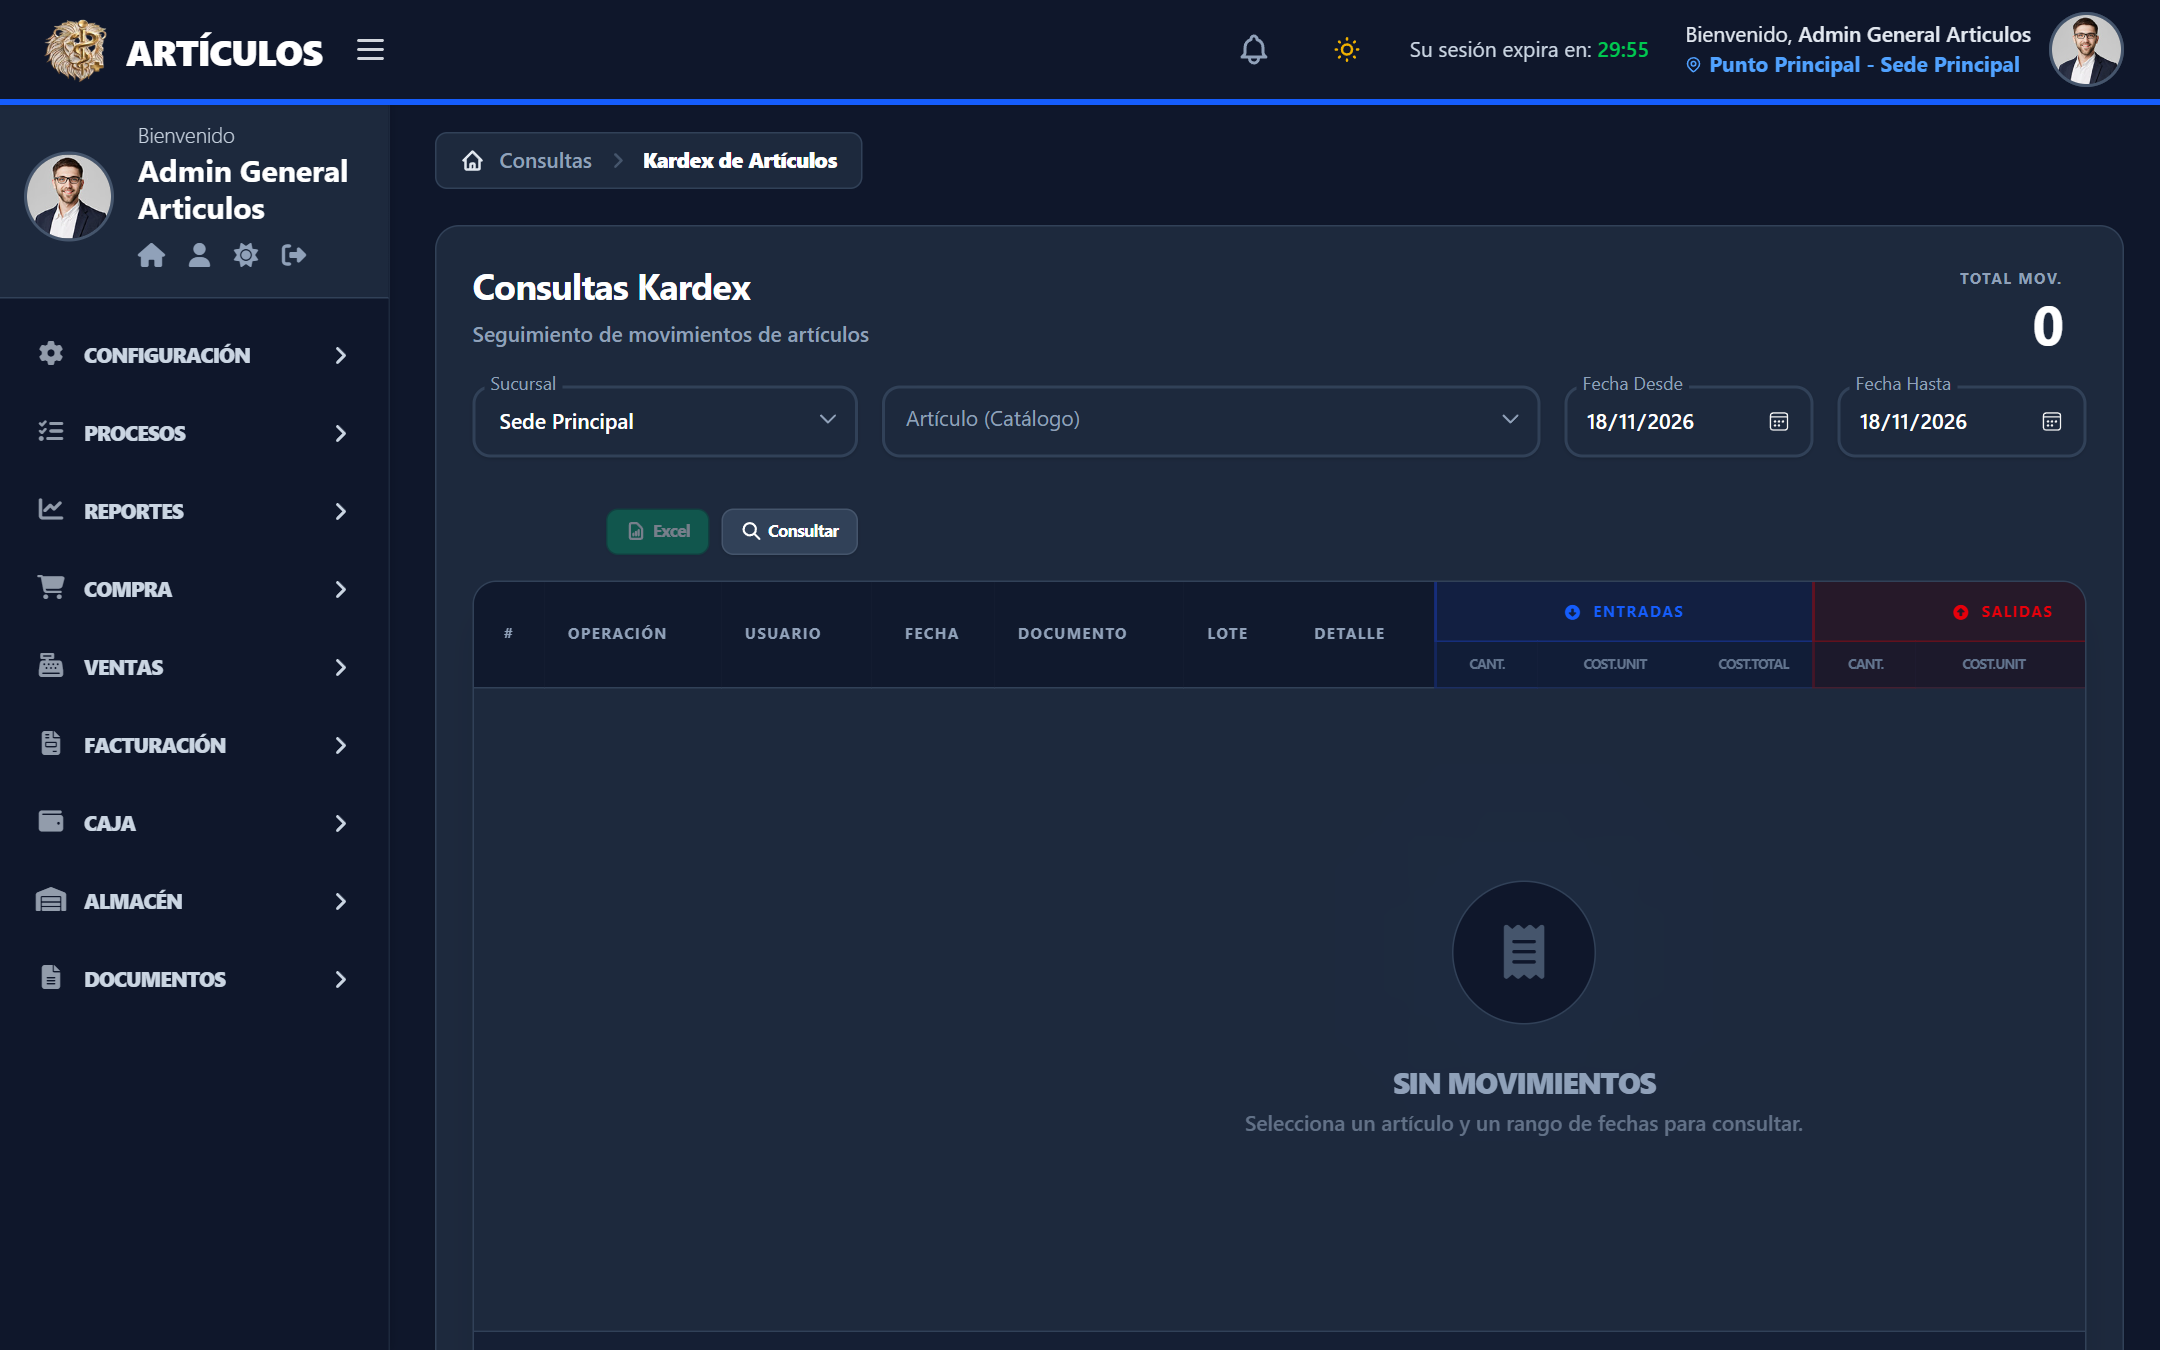 ARTÍCULOS
Su sesión expira en: 29:55
Bienvenido, Admin General Articulos
Punto Principal - Sede Principal
Bienvenido
Admin General
Articulos
CONFIGURACIÓN
PROCESOS
REPORTES
COMPRA
VENTAS
FACTURACIÓN
CAJA
ALMACÉN
DOCUMENTOS
Consultas
Kardex de Artículos
Consultas Kardex
Seguimiento de movimientos de artículos
TOTAL MOV.
0
Sucursal
Sede Principal
Artículo (Catálogo)
Fecha Desde
18/11/2026
Fecha Hasta
18/11/2026
Excel
Consultar
# OPERACIÓN USUARIO FECHA DOCUMENTO LOTE DETALLE
ENTRADAS
SALIDAS
CANT. COST.UNIT COST.TOTAL CANT. COST.UNIT
SIN MOVIMIENTOS
Selecciona un artículo y un rango de fechas para consultar.